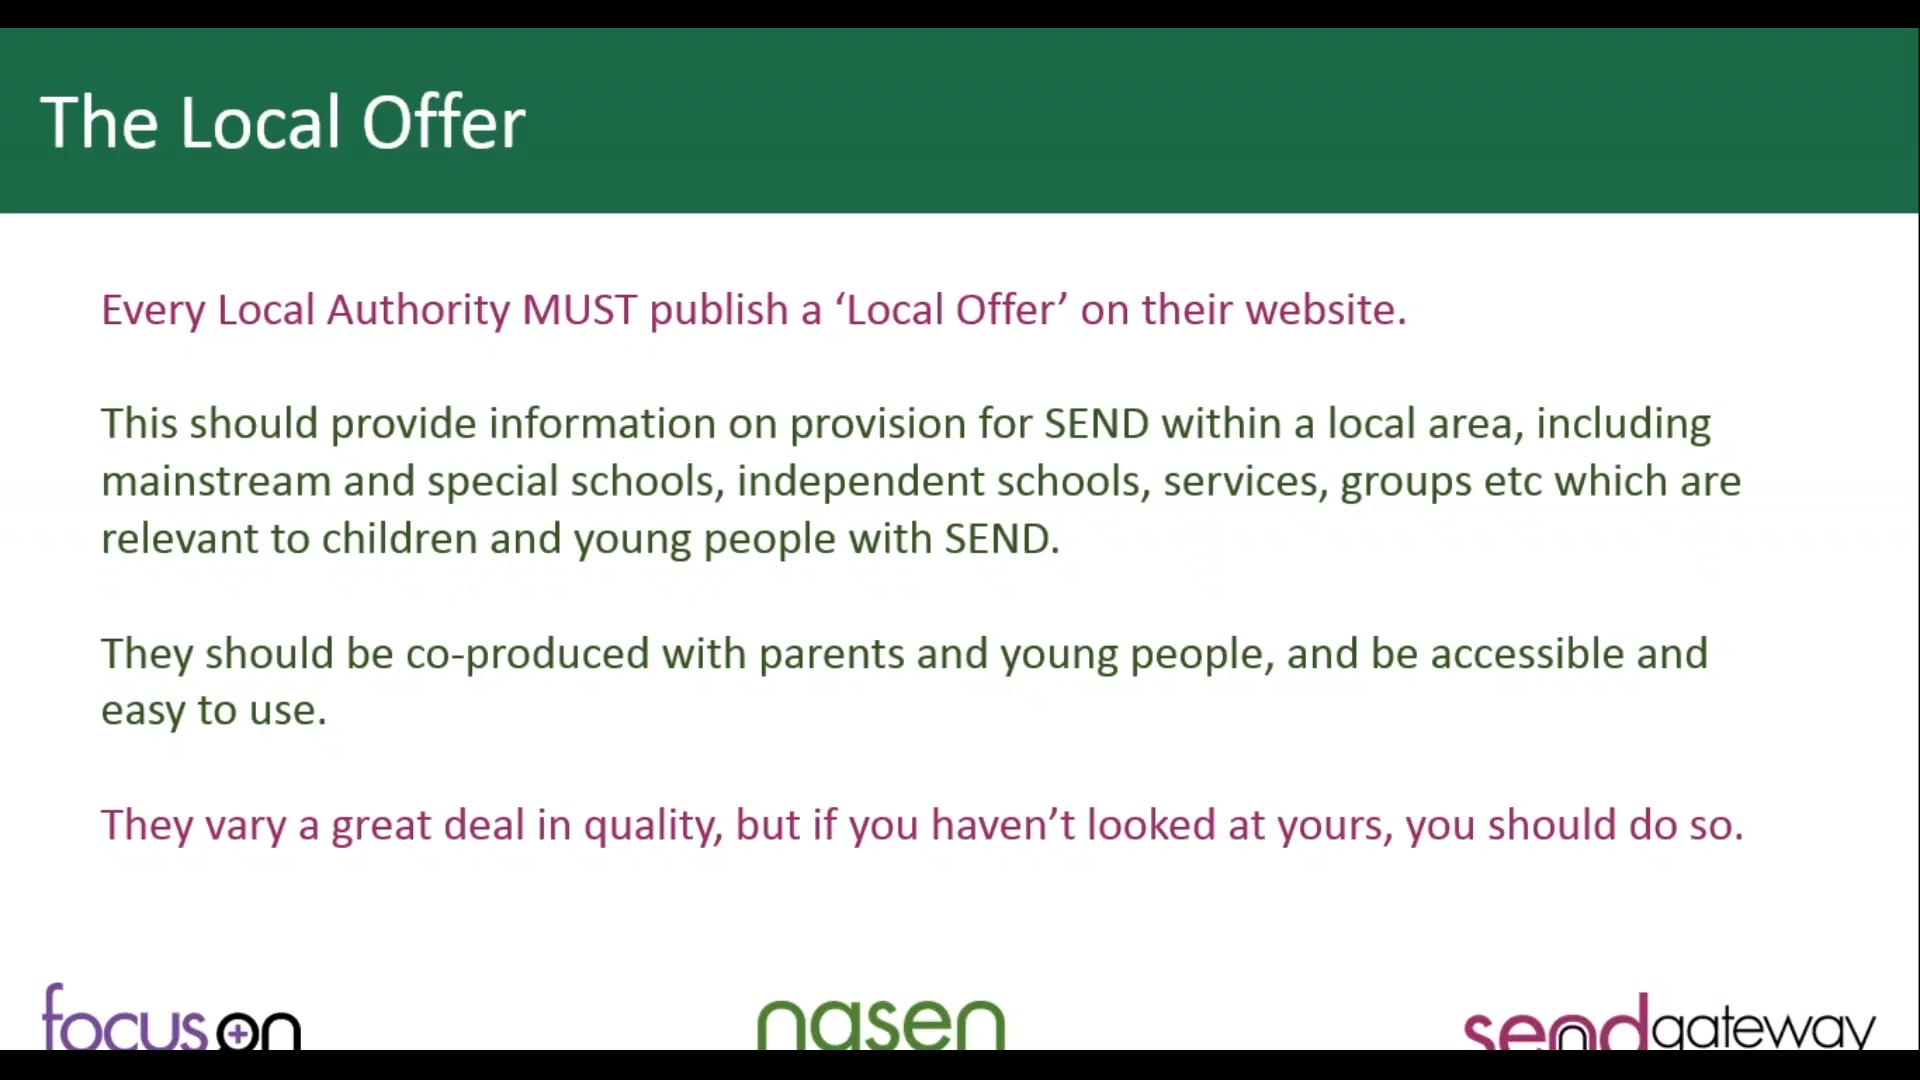 The Local Offer
Every Local Authority MUST publish a ‘Local Offer’ on their website.
This should provide information on provision for SEND within a local area, including
mainstream and special schools, independent schools, services, groups etc which are
relevant to children and young people with SEND.
They should be co-produced with parents and young people, and be accessible and
easy to use.
They vary a great deal in quality, but if you haven’t looked at yours, you should do so.
focus on
nasen
sendgateway